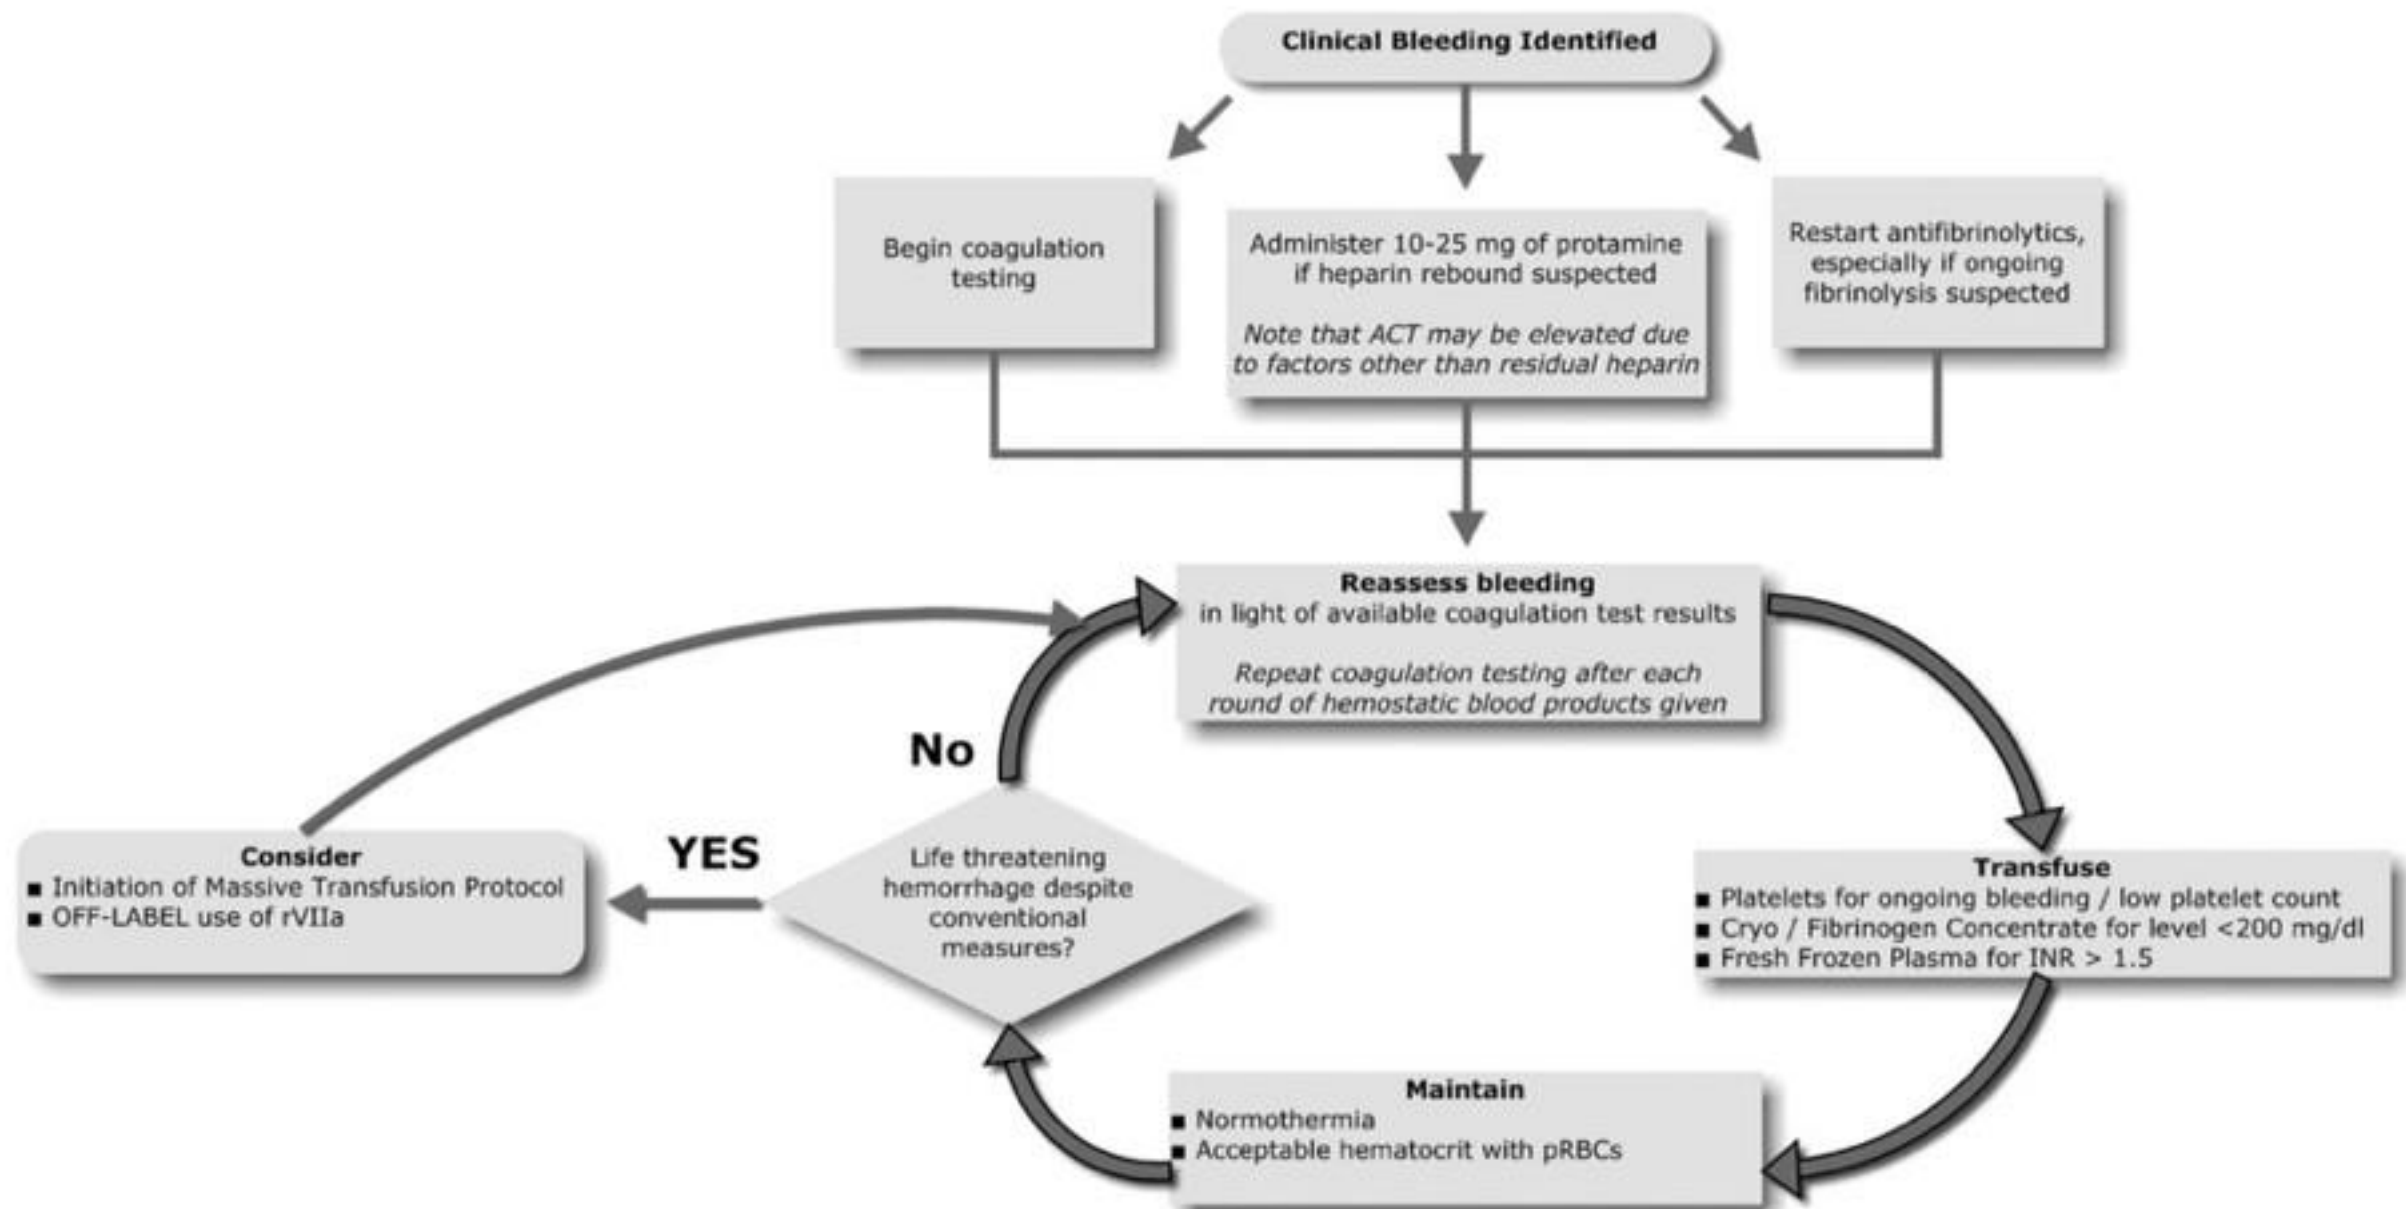 Clinical Bleeding Identified
Begin coagulation
testing
Administer 10-25 mg of protamine
if heparin rebound suspected
Note that ACT may be elevated due
to factors other than residual heparin
Restart antifibrinolytics,
especially if ongoing
fibrinolysis suspected
Reassess bleeding
in light of available coagulation test results
Repeat coagulation testing after each
round of hemostatic blood products given
Transfuse
▪ Platelets for ongoing bleeding / low platelet count
▪ Cryo / Fibrinogen Concentrate for level <200 mg/dl
▪ Fresh Frozen Plasma for INR > 1.5
Maintain
▪ Normothermia
▪ Acceptable hematocrit with pRBCs
Life threatening
hemorrhage despite
conventional
measures?
No
YES
Consider
▪ Initiation of Massive Transfusion Protocol
▪ OFF-LABEL use of rVIIa